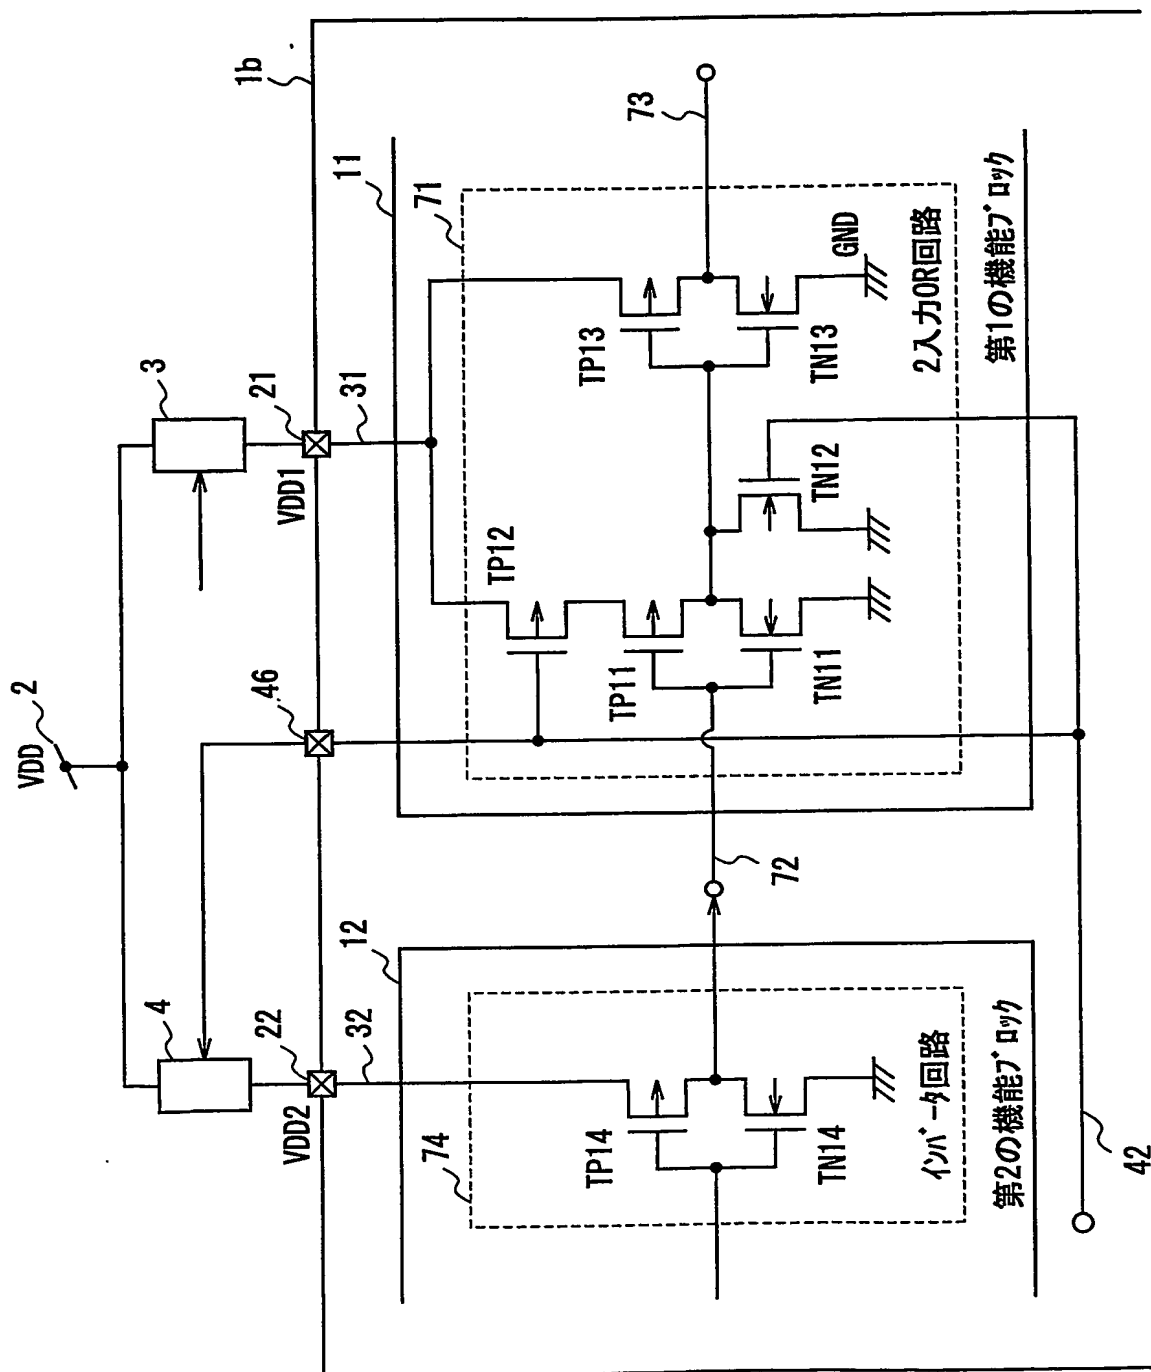 VDD
2
4
3
46
22
VDD2
32
21
VDD1
31
1b
12
74
TP14
TN14
インバータ回路
第2の機能ブロック
72
11
71
TP12
TP11
TN11
TN12
TP13
TN13
GND
2入力OR回路
第1の機能ブロック
73
42